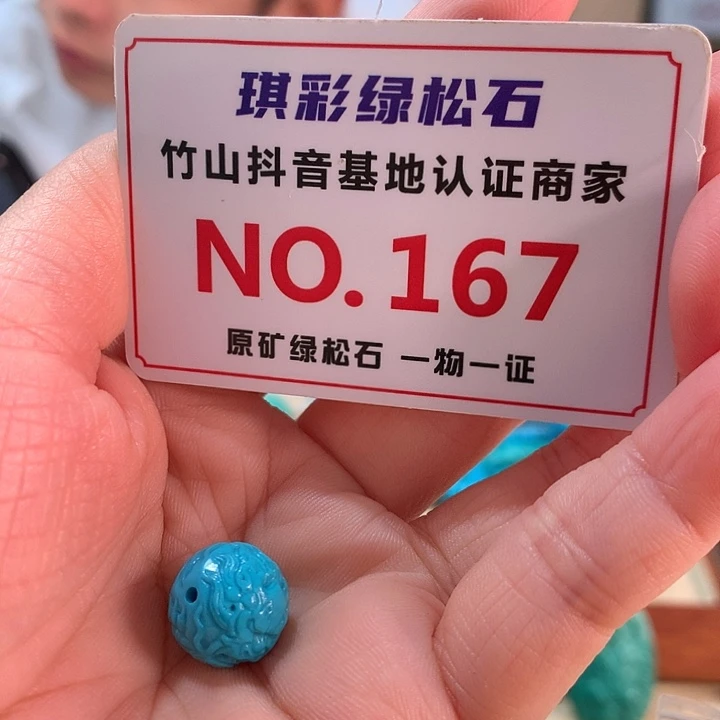 琪彩绿松石
竹山抖音基地认证商家
NO.167
原矿绿松石 一物一证